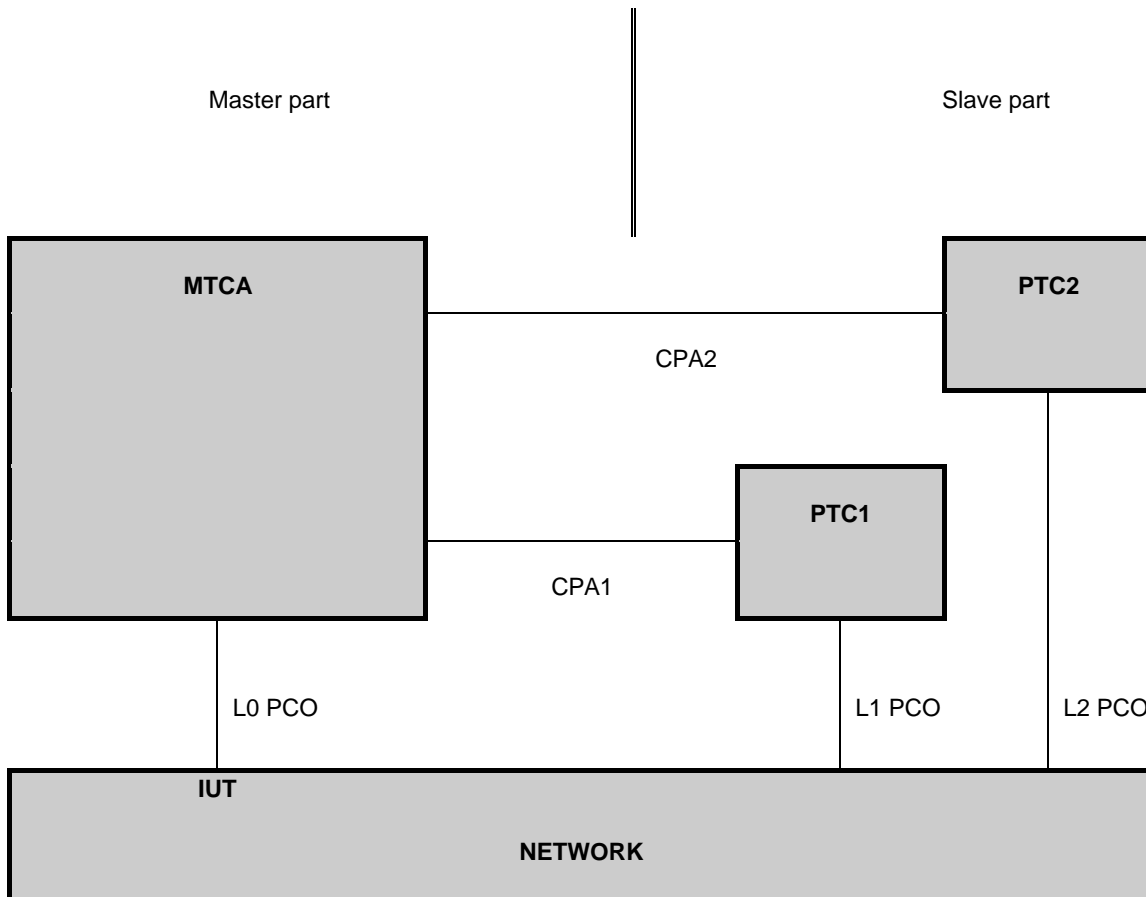 Master part
Slave part
MTCA
PTC2
CPA2
PTC1
CPA1
L0 PCO
L1 PCO
L2 PCO
IUT
NETWORK